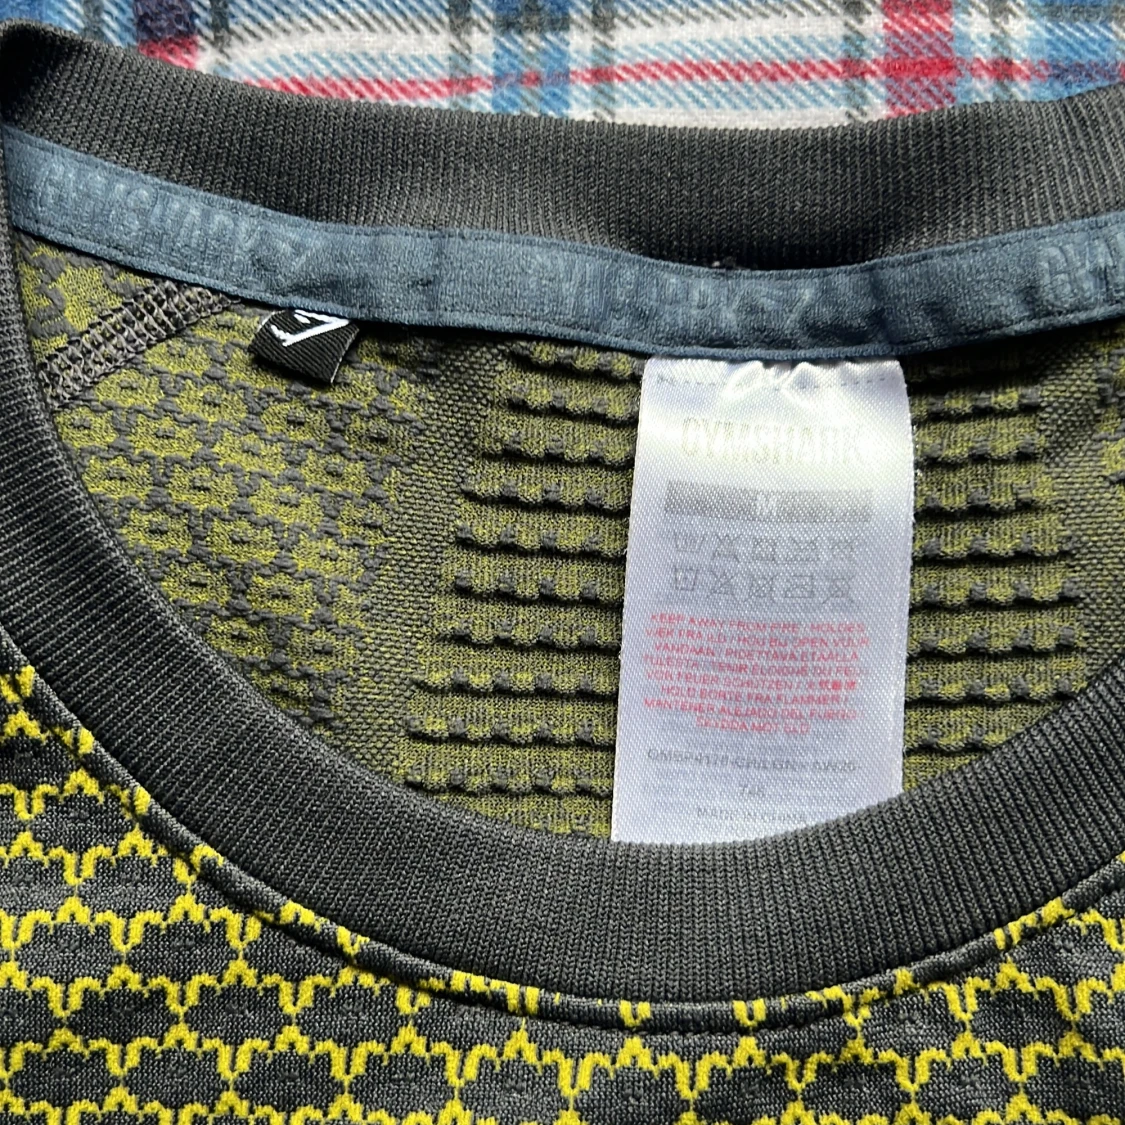 GYMSHARK
GYMSHARK
GYMSHARK
M
KEEP AWAY FROM FIRE / HOLDES
VÆK FRA ILD / HOU BIJ OPEN VUUR
VANDAAN / PIDETTÄVÄ ETÄÄLLÄ
TULESTA / TENIR ÉLOIGNÉ DU FEU
VOR FEUER SCHÜTZEN /
HOLD BORTE FRA FLAMMER /
MANTENER ALEJADO DEL FUEGO
MADE IN CHINA